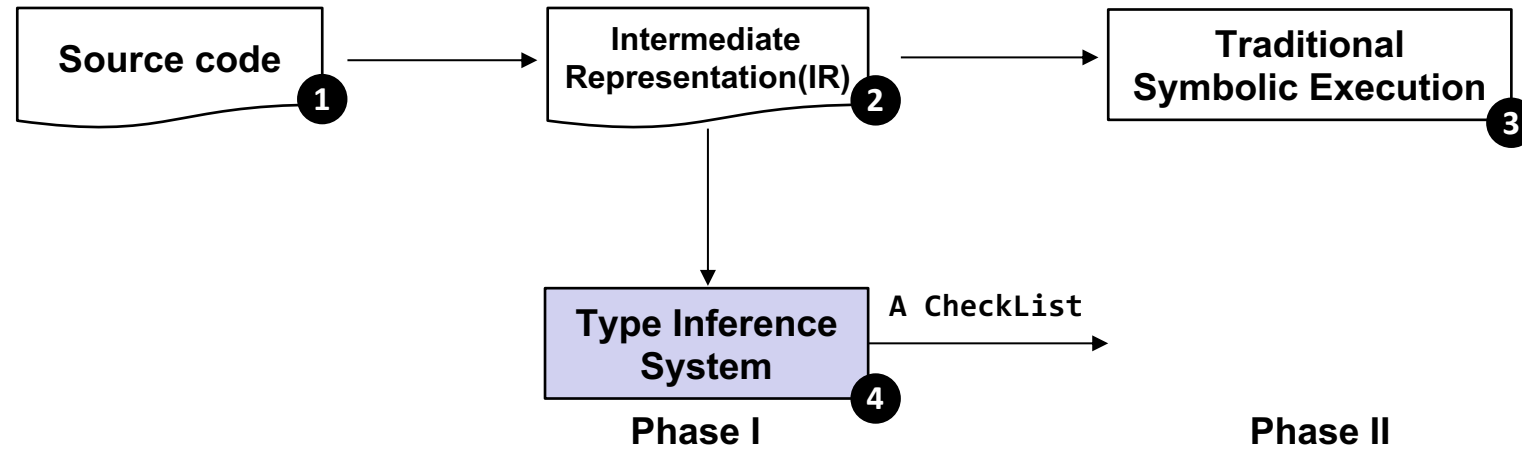 Source code
1
Intermediate
Representation(IR)
2
Traditional
Symbolic Execution
3
Type Inference
System
4
A CheckList
Phase I
Phase II